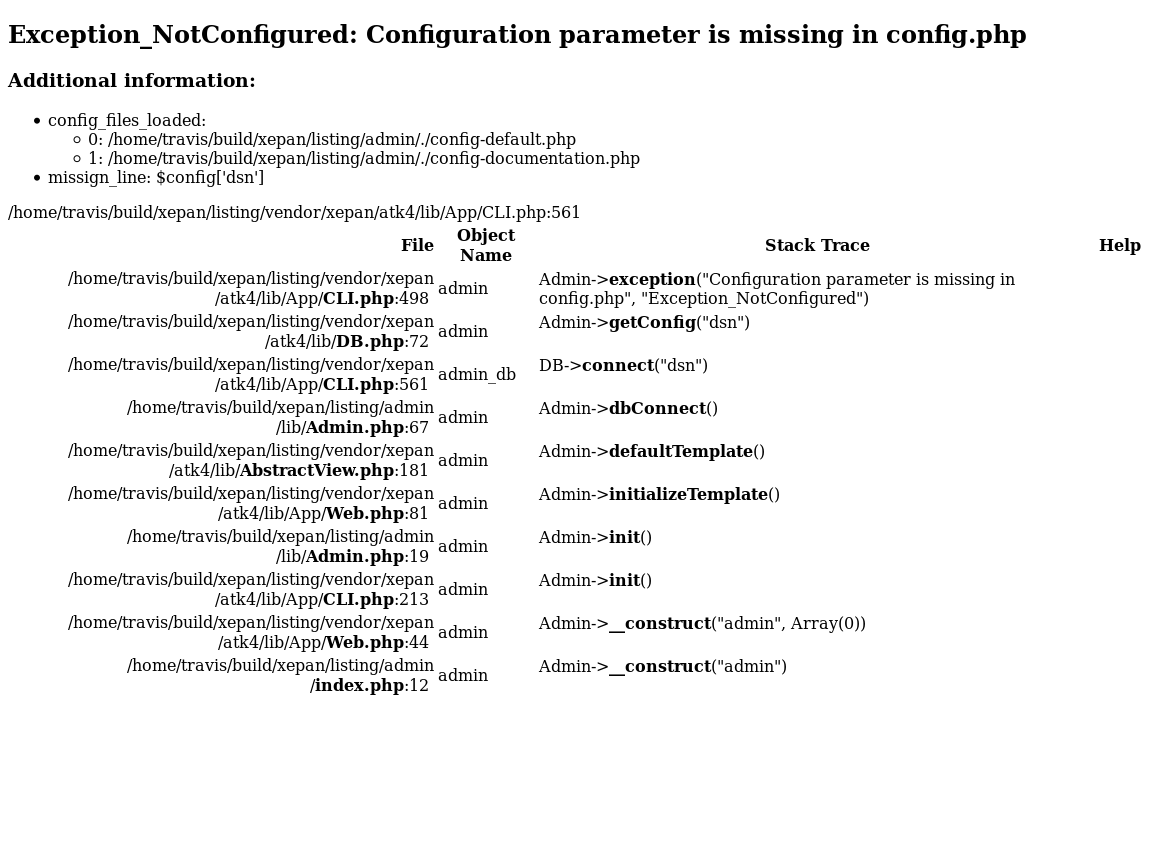 Exception_NotConfigured: Configuration parameter is missing in config.php
Additional information:
• config_files_loaded:
◦ 0: /home/travis/build/xepan/listing/admin/./config-default.php
◦ 1: /home/travis/build/xepan/listing/admin/./config-documentation.php
• missign_line: $config['dsn']
/home/travis/build/xepan/listing/vendor/xepan/atk4/lib/App/CLI.php:561
File Object Name Stack Trace Help
/home/travis/build/xepan/listing/vendor/xepan
/atk4/lib/App/CLI.php:498 admin Admin->exception("Configuration parameter is missing in
config.php", "Exception_NotConfigured")
/home/travis/build/xepan/listing/vendor/xepan
/atk4/lib/DB.php:72 admin Admin->getConfig("dsn")
/home/travis/build/xepan/listing/vendor/xepan
/atk4/lib/App/CLI.php:561 admin_db DB->connect("dsn")
/home/travis/build/xepan/listing/admin
/lib/Admin.php:67 admin Admin->dbConnect()
/home/travis/build/xepan/listing/vendor/xepan
/atk4/lib/AbstractView.php:181 admin Admin->defaultTemplate()
/home/travis/build/xepan/listing/vendor/xepan
/atk4/lib/App/Web.php:81 admin Admin->initializeTemplate()
/home/travis/build/xepan/listing/admin
/lib/Admin.php:19 admin Admin->init()
/home/travis/build/xepan/listing/vendor/xepan
/atk4/lib/App/CLI.php:213 admin Admin->init()
/home/travis/build/xepan/listing/vendor/xepan
/atk4/lib/App/Web.php:44 admin Admin->__construct("admin", Array(0))
/home/travis/build/xepan/listing/admin
/index.php:12 admin Admin->__construct("admin")